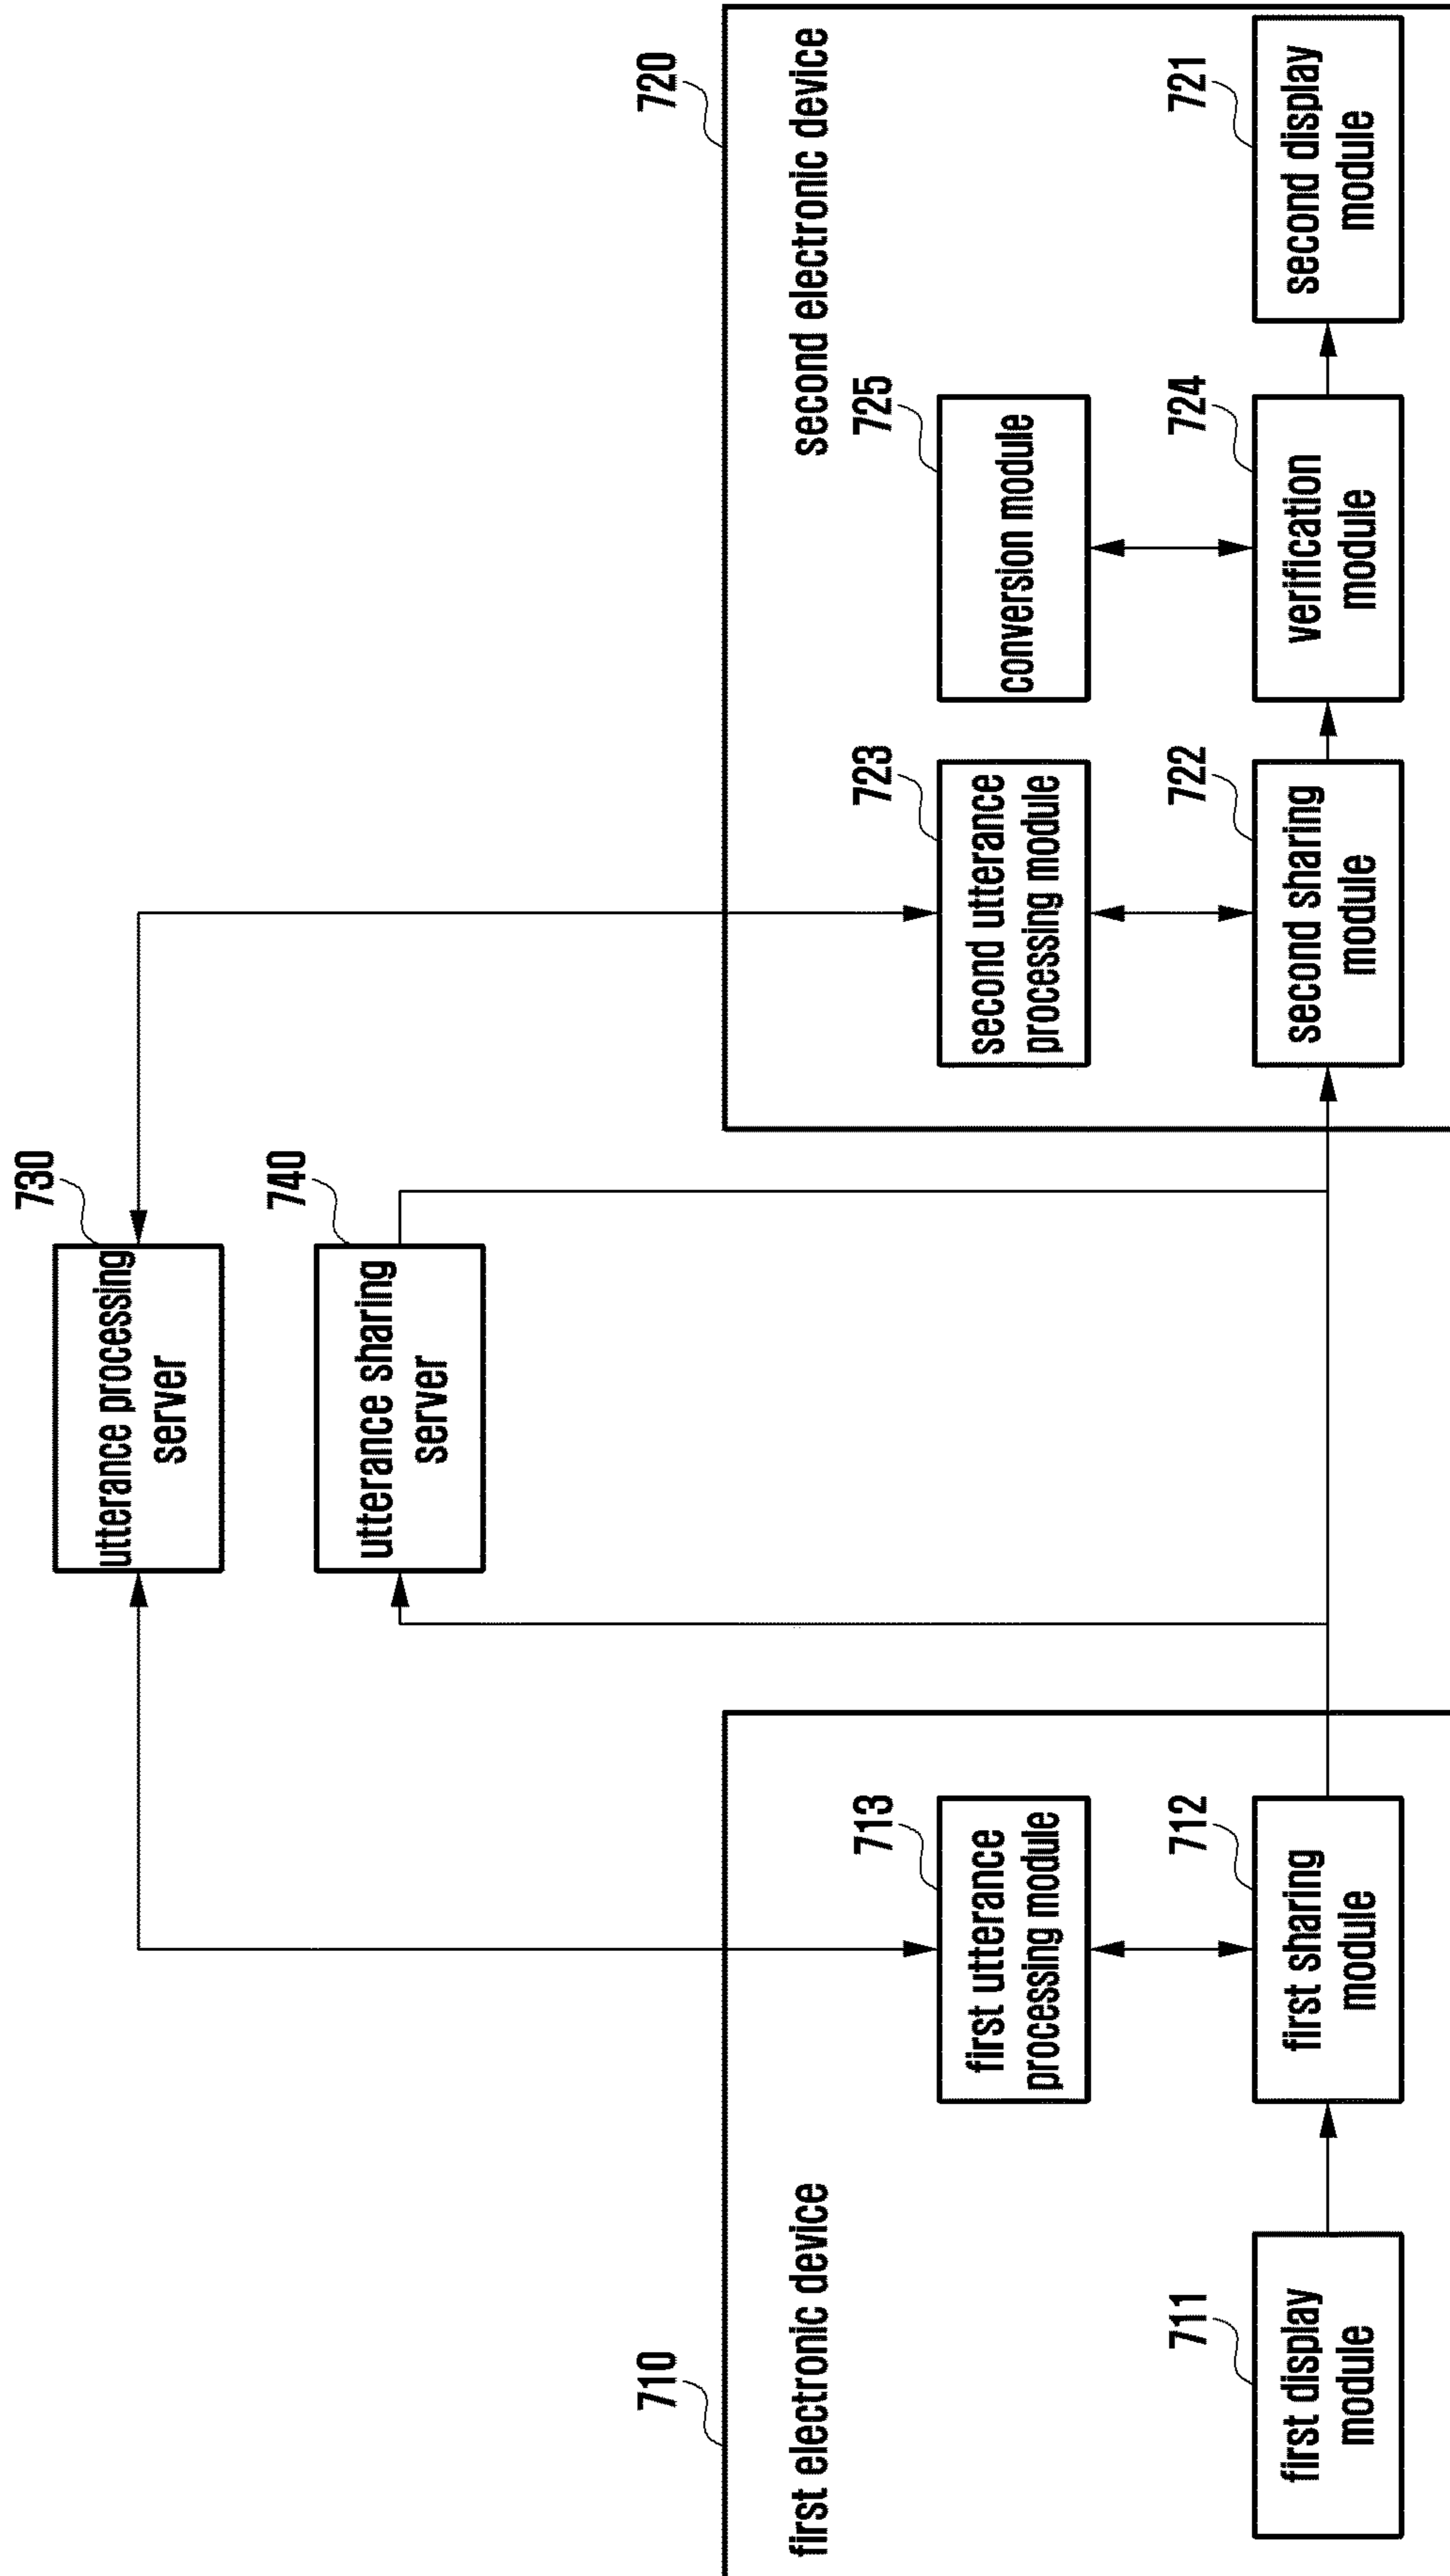 730
utterance processing
server
740
utterance sharing
server
710
first electronic device
713
first utterance
processing module
711
first display
module
712
first sharing
module
720
second electronic device
723
second utterance
processing module
725
conversion module
722
second sharing
module
724
verification
module
721
second display
module